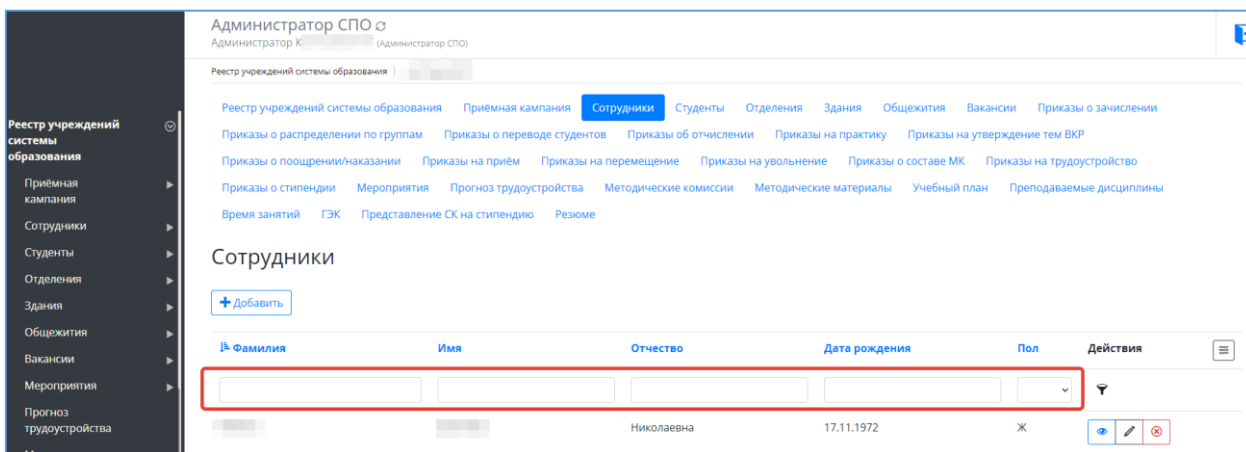 Администратор СПО
Администратор К (Администратор СПО)
Реестр учреждений системы образования
Реестр учреждений системы образования Приёмная кампания Сотрудники Студенты Отделения Здания Общежития Вакансии Приказы о зачислении
Приказы о распределении по группам Приказы о переводе студентов Приказы об отчислении Приказы на практику Приказы на утверждение тем ВКР
Приказы о поощрении/наказании Приказы на приём Приказы на перемещение Приказы на увольнение Приказы о составе МК Приказы на трудоустройство
Приказы о стипендии Мероприятия Прогноз трудоустройства Методические комиссии Методические материалы Учебный план Преподаваемые дисциплины
Время занятий ГЭК Представление СК на стипендию Резюме
Реестр учреждений
системы
образования
Приёмная
кампания
Сотрудники
Студенты
Отделения
Здания
Общежития
Вакансии
Мероприятия
Прогноз
трудоустройства
Сотрудники
Добавить
Фамилия Имя Отчество Дата рождения Пол Действия
Николаевна 17.11.1972 Ж